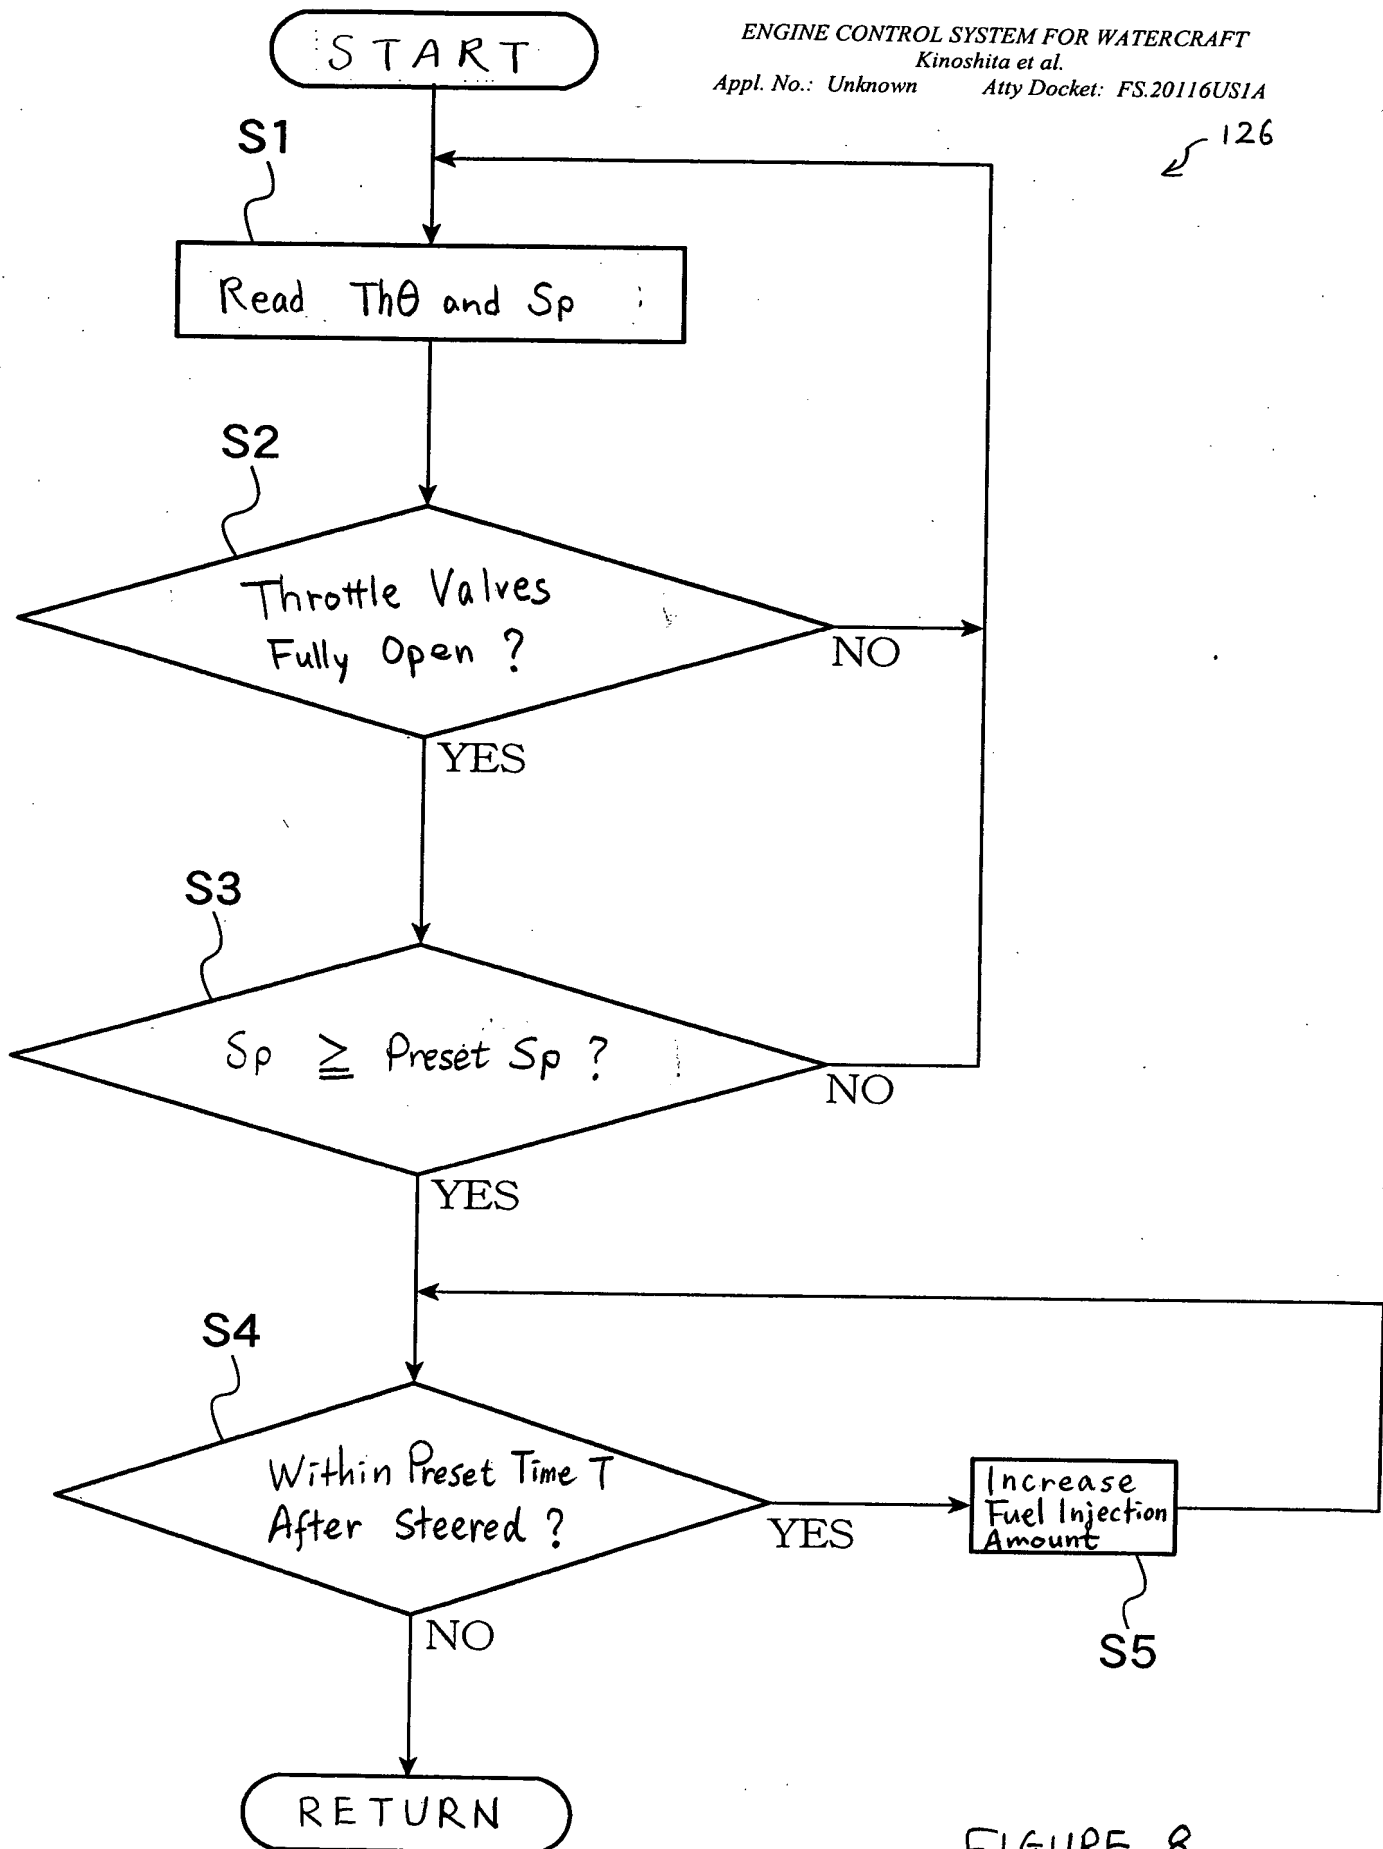 START
ENGINE CONTROL SYSTEM FOR WATERCRAFT
Kinoshita et al.
Appl. No.: Unknown Atty Docket: FS.20116US1A
126
S1
Read Thθ and Sp
S2
Throttle Valves
Fully Open ?
NO
YES
S3
Sp ≧ Preset Sp ?
NO
YES
S4
Within Preset Time T
After Steered ?
YES
Increase
Fuel Injection
Amount
S5
NO
RETURN
FIGURE 8